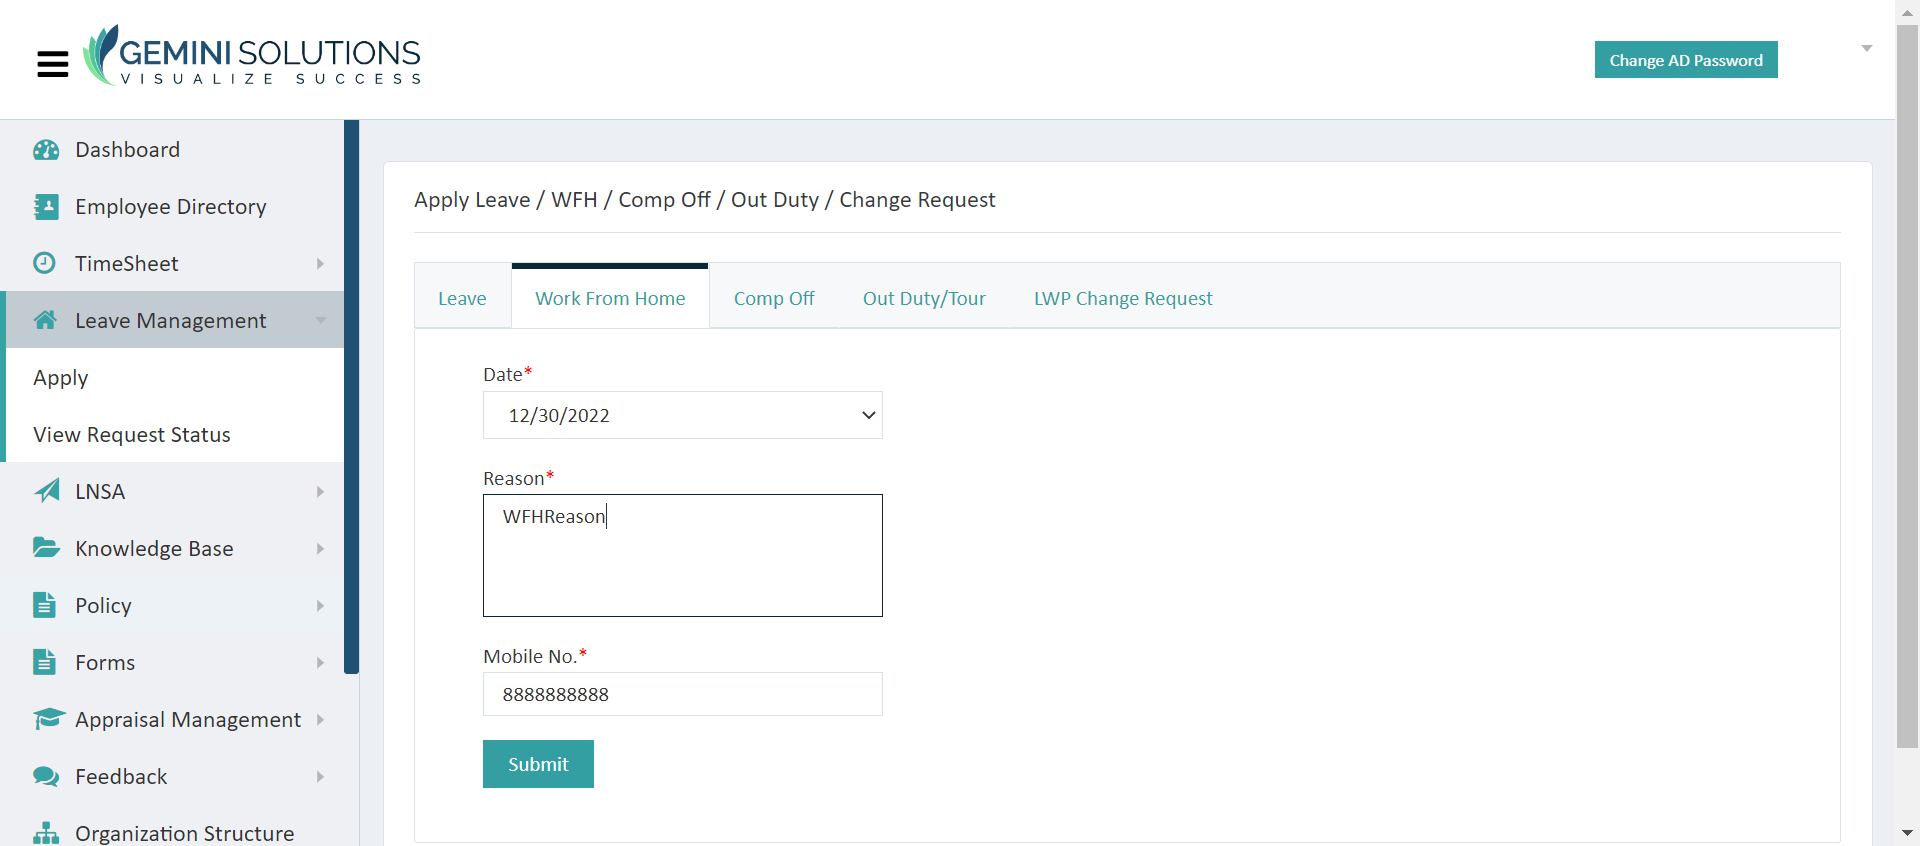 GEMINI SOLUTIONS
VISUALIZE SUCCESS
Change AD Password
Dashboard
Employee Directory
TimeSheet
Leave Management
Apply
View Request Status
LNSA
Knowledge Base
Policy
Forms
Appraisal Management
Feedback
Organization Structure
Apply Leave / WFH / Comp Off / Out Duty / Change Request
Leave Work From Home Comp Off Out Duty/Tour LWP Change Request
Date*
12/30/2022
Reason*
WFHReason
Mobile No.*
8888888888
Submit